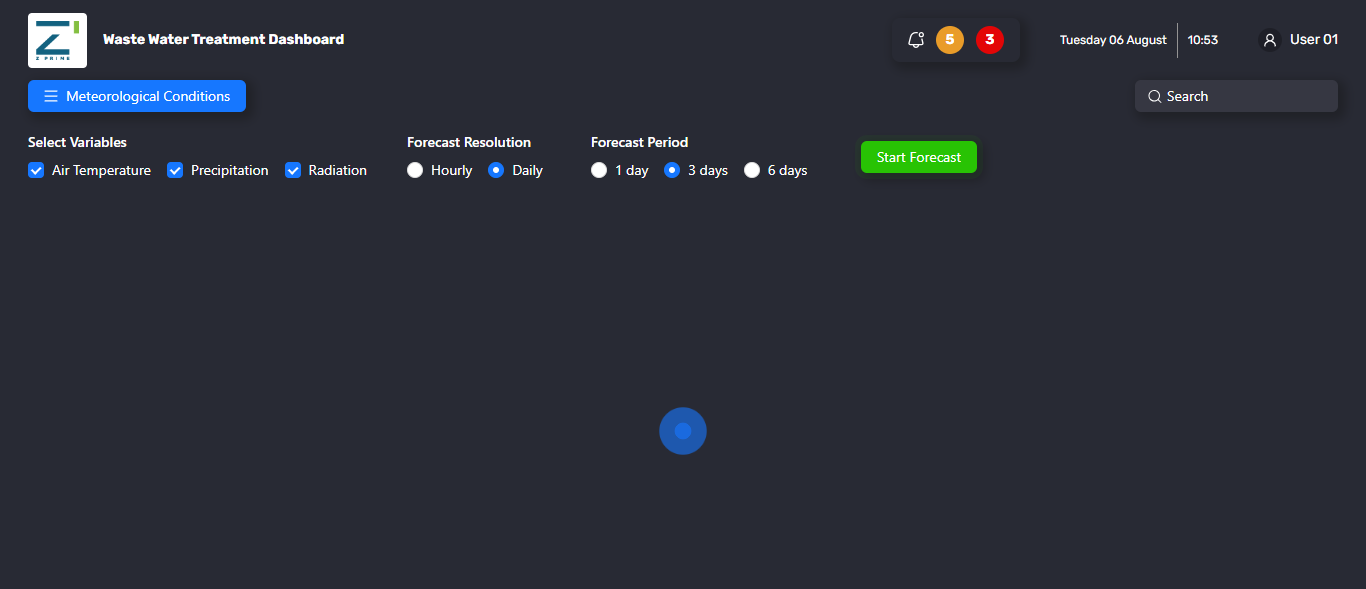 Z PRIME
Waste Water Treatment Dashboard
5
3
Tuesday 06 August
10:53
User 01
Meteorological Conditions
Search
Select Variables
Air Temperature
Precipitation
Radiation
Forecast Resolution
Hourly
Daily
Forecast Period
1 day
3 days
6 days
Start Forecast